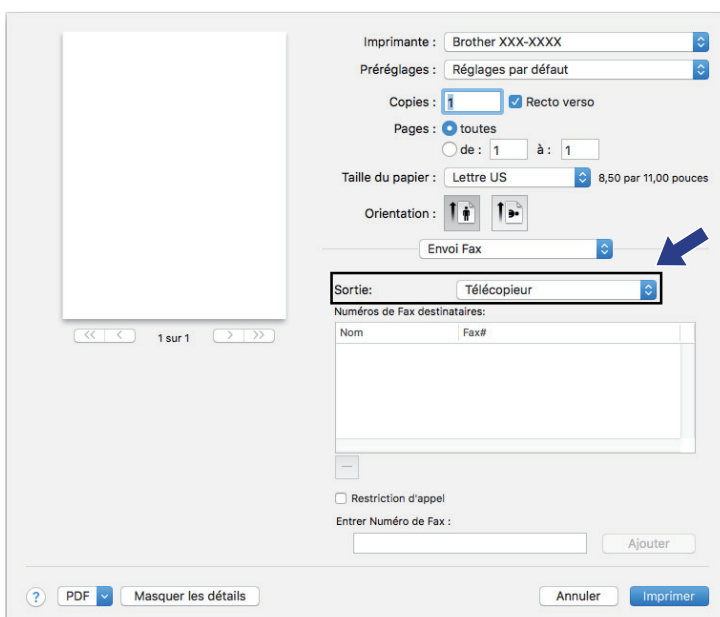 Imprimante : Brother XXX-XXXX
Préréglages : Réglages par défaut
Copies : 1 Recto verso
Pages : toutes
de : 1 à : 1
Taille du papier : Lettre US 8,50 par 11,00 pouces
Orientation :
Envoi Fax
Sortie: Télécopieur
Numéros de Fax destinataires:
Nom Fax#
<< < 1 sur 1 > >>
Restriction d'appel
Entrer Numéro de Fax :
Ajouter
? PDF Masquer les détails Annuler Imprimer